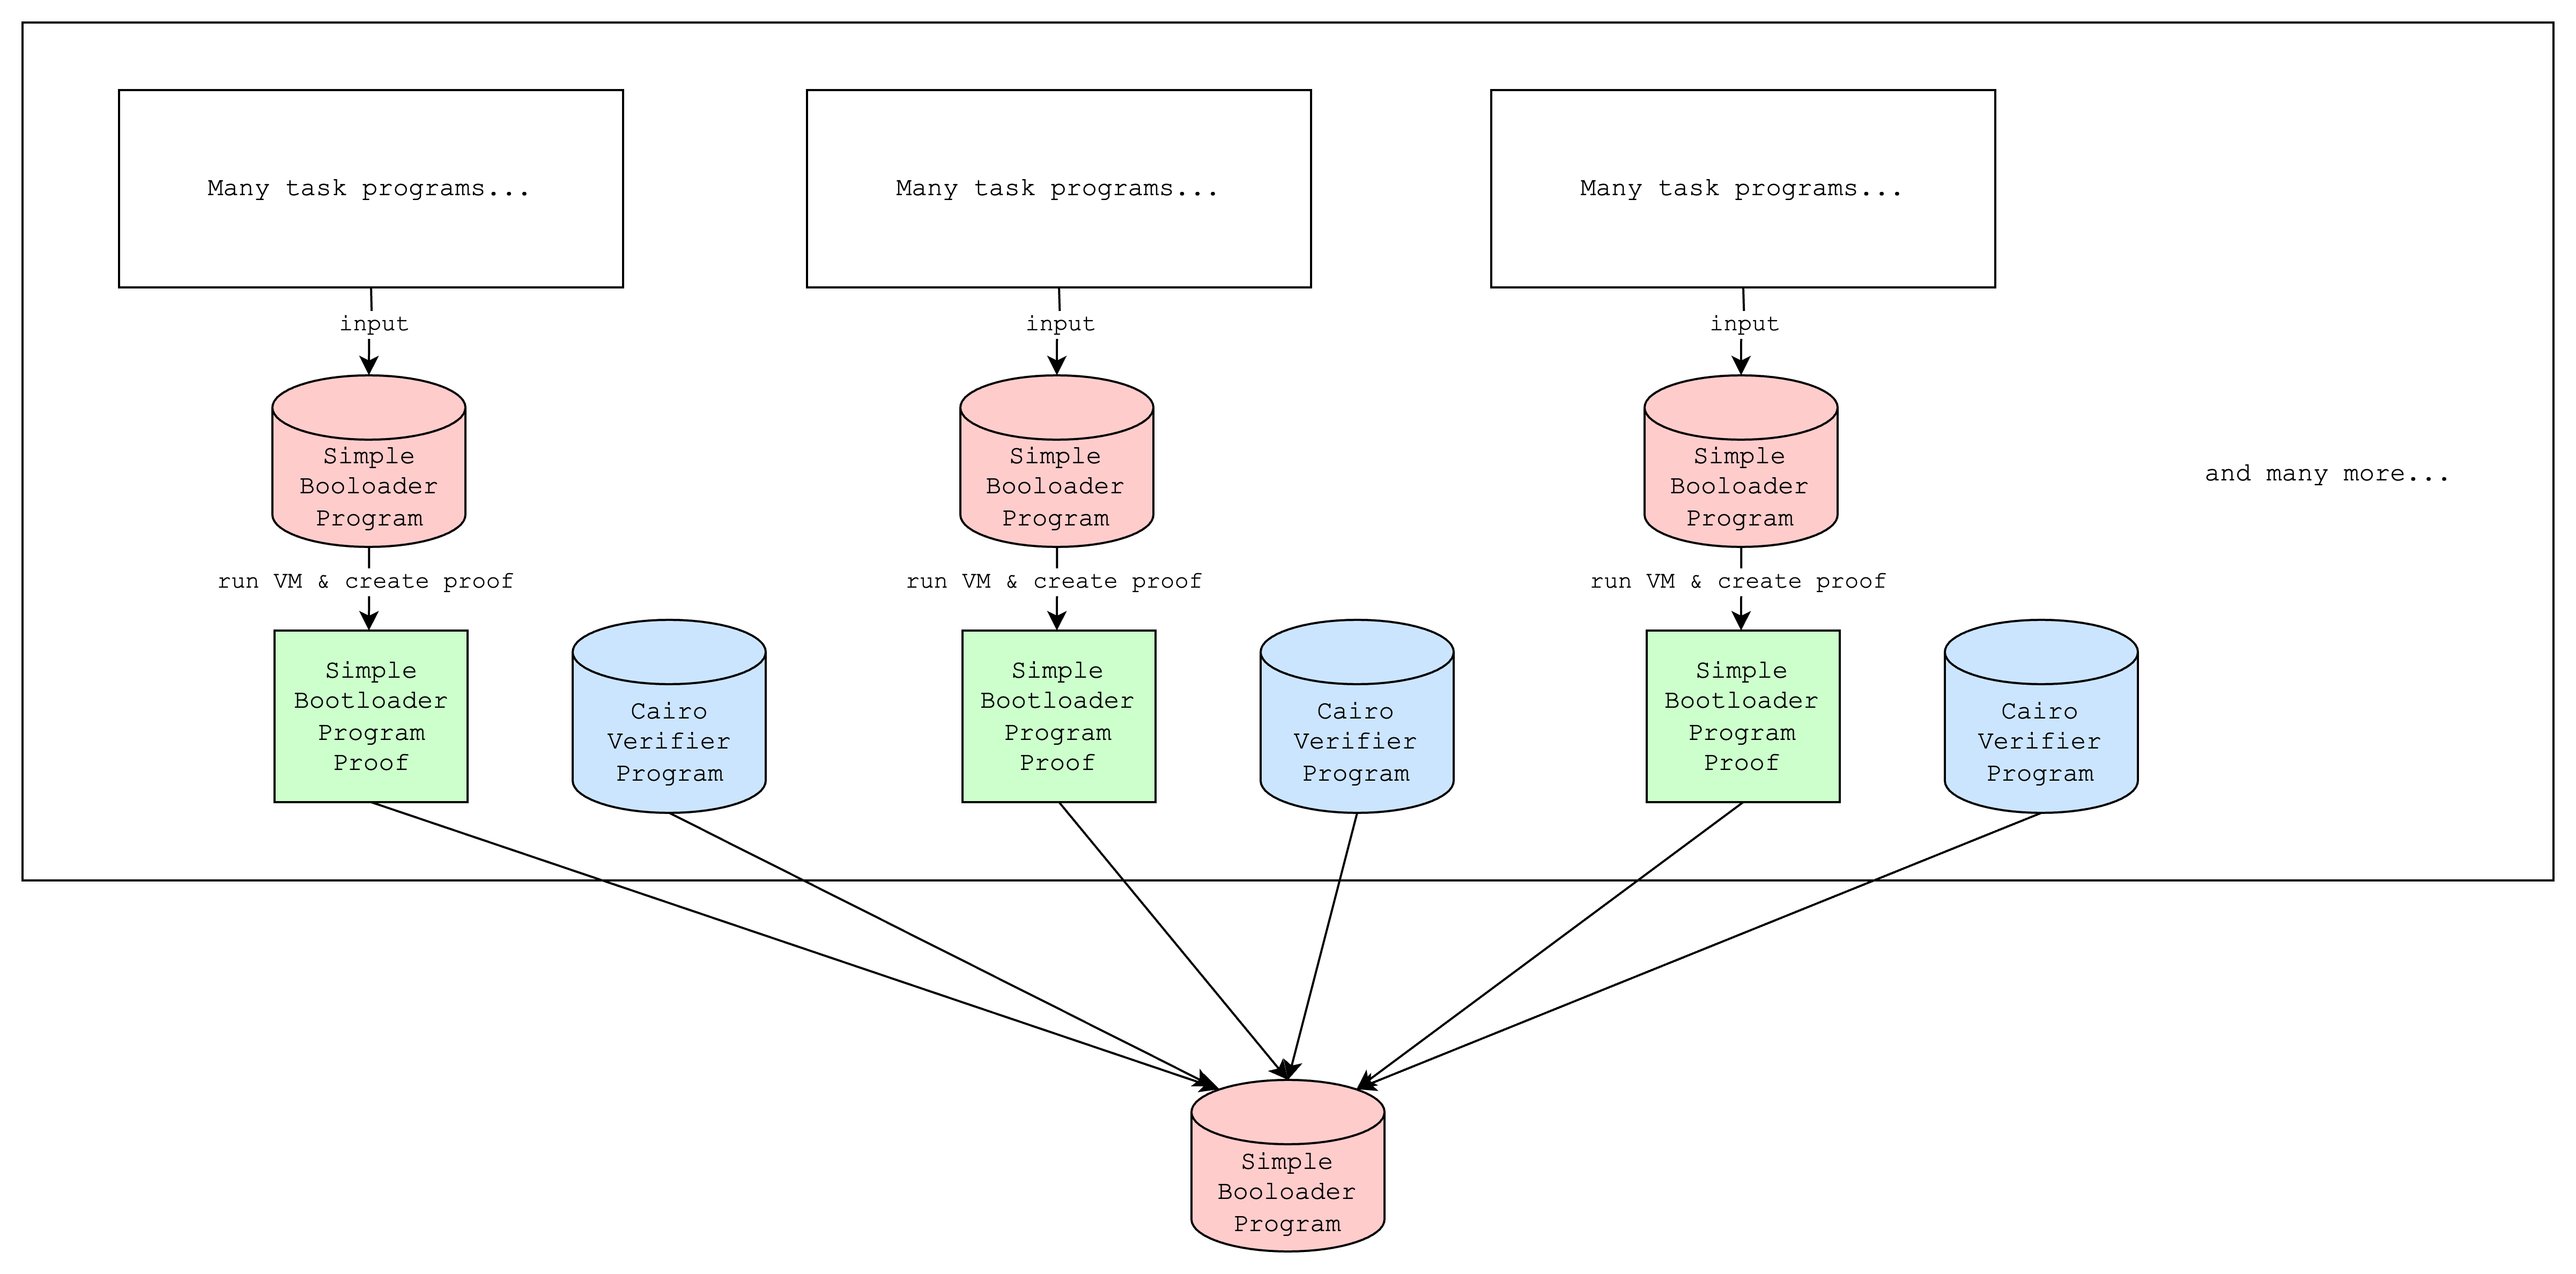 Many task programs...
Many task programs...
Many task programs...
input
input
input
Simple
Booloader
Program
Simple
Booloader
Program
Simple
Booloader
Program
and many more...
run VM & create proof
run VM & create proof
run VM & create proof
Simple
Bootloader
Program
Proof
Cairo
Verifier
Program
Simple
Bootloader
Program
Proof
Cairo
Verifier
Program
Simple
Bootloader
Program
Proof
Cairo
Verifier
Program
Simple
Booloader
Program